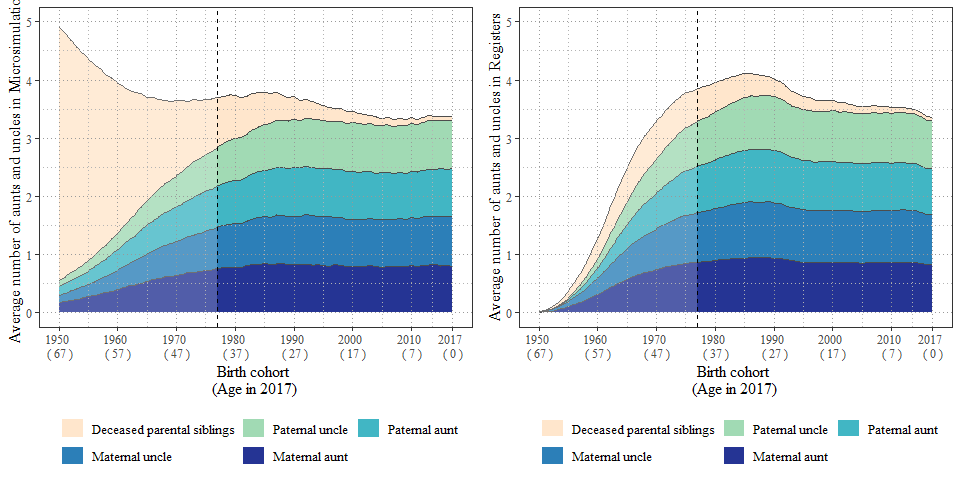 Average number of aunts and uncles in Microsimulatio
5
4
3
2
1
0
1950 1960 1970 1980 1990 2000 2010 2017
( 67) ( 57) ( 47) ( 37) ( 27) ( 17) ( 7) ( 0)
Birth cohort
(Age in 2017)
Deceased parental siblings Paternal uncle Paternal aunt
Maternal uncle Maternal aunt
Average number of aunts and uncles in Registers
5
4
3
2
1
0
1950 1960 1970 1980 1990 2000 2010 2017
( 67) ( 57) ( 47) ( 37) ( 27) ( 17) ( 7) ( 0)
Birth cohort
(Age in 2017)
Deceased parental siblings Paternal uncle Paternal aunt
Maternal uncle Maternal aunt